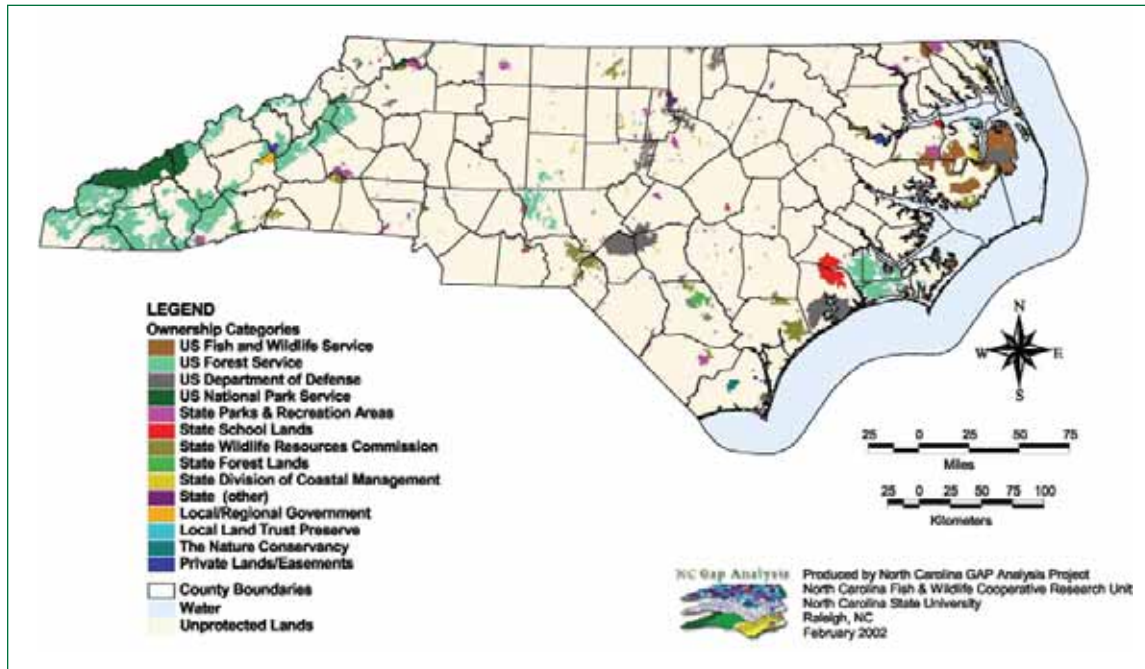 LEGEND
Ownership Categories
US Fish and Wildlife Service
US Forest Service
US Department of Defense
US National Park Service
State Parks & Recreation Areas
State School Lands
State Wildlife Resources Commission
State Forest Lands
State Division of Coastal Management
State (other)
Local/Regional Government
Local Land Trust Preserve
The Nature Conservancy
Private Lands/Easements
County Boundaries
Water
Unprotected Lands
N
W E
S
25 0 25 50 75
Miles
25 0 25 50 75 100
Kilometers
NC Gap Analysis
Produced by North Carolina GAP Analysis Project
North Carolina Fish & Wildlife Cooperative Research Unit
North Carolina State University
Raleigh, NC
February 2002